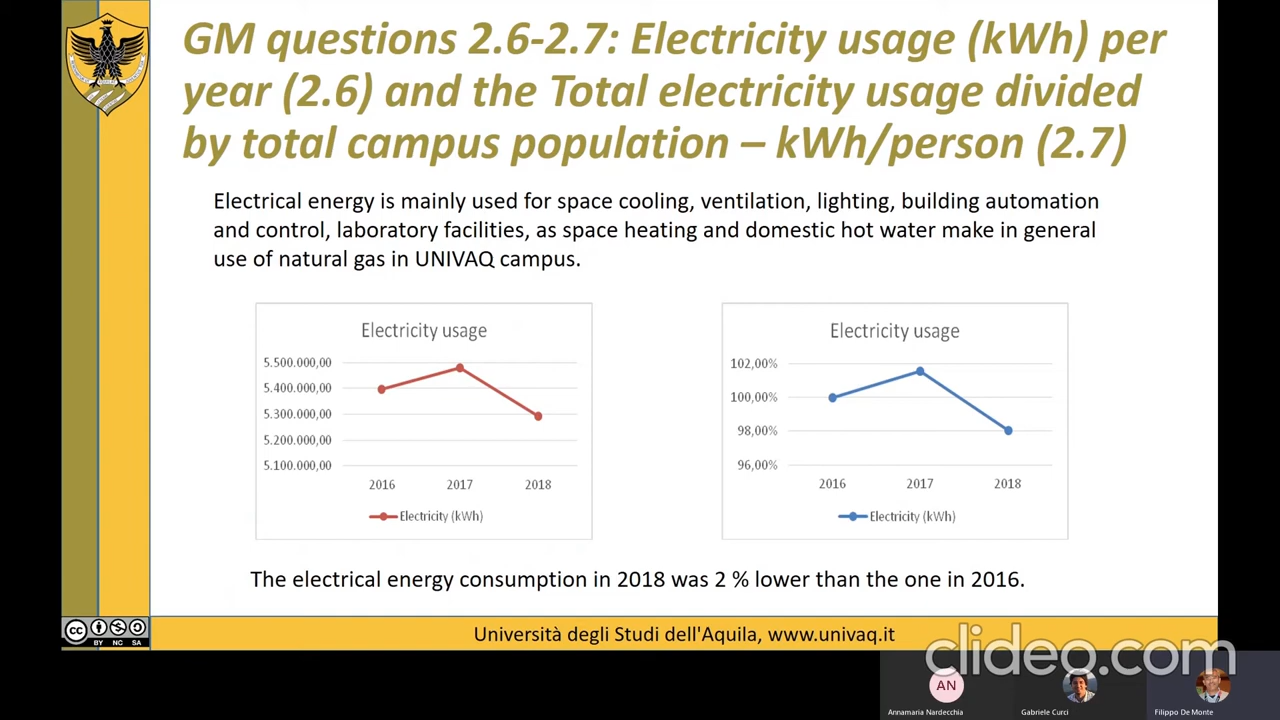 GM questions 2.6-2.7: Electricity usage (kWh) per
year (2.6) and the Total electricity usage divided
by total campus population – kWh/person (2.7)
Electrical energy is mainly used for space cooling, ventilation, lighting, building automation
and control, laboratory facilities, as space heating and domestic hot water make in general
use of natural gas in UNIVAQ campus.
Electricity usage
5.500.000,00
5.400.000,00
5.300.000,00
5.200.000,00
5.100.000,00
2016 2017 2018
Electricity (kWh)
Electricity usage
102,00%
100,00%
98,00%
96,00%
2016 2017 2018
Electricity (kWh)
The electrical energy consumption in 2018 was 2 % lower than the one in 2016.
cc BY NC SA
Università degli Studi dell'Aquila, www.univaq.it
clideo.com
AN
Annamaria Nardecchia
Gabriele Curci
Filippo De Monte